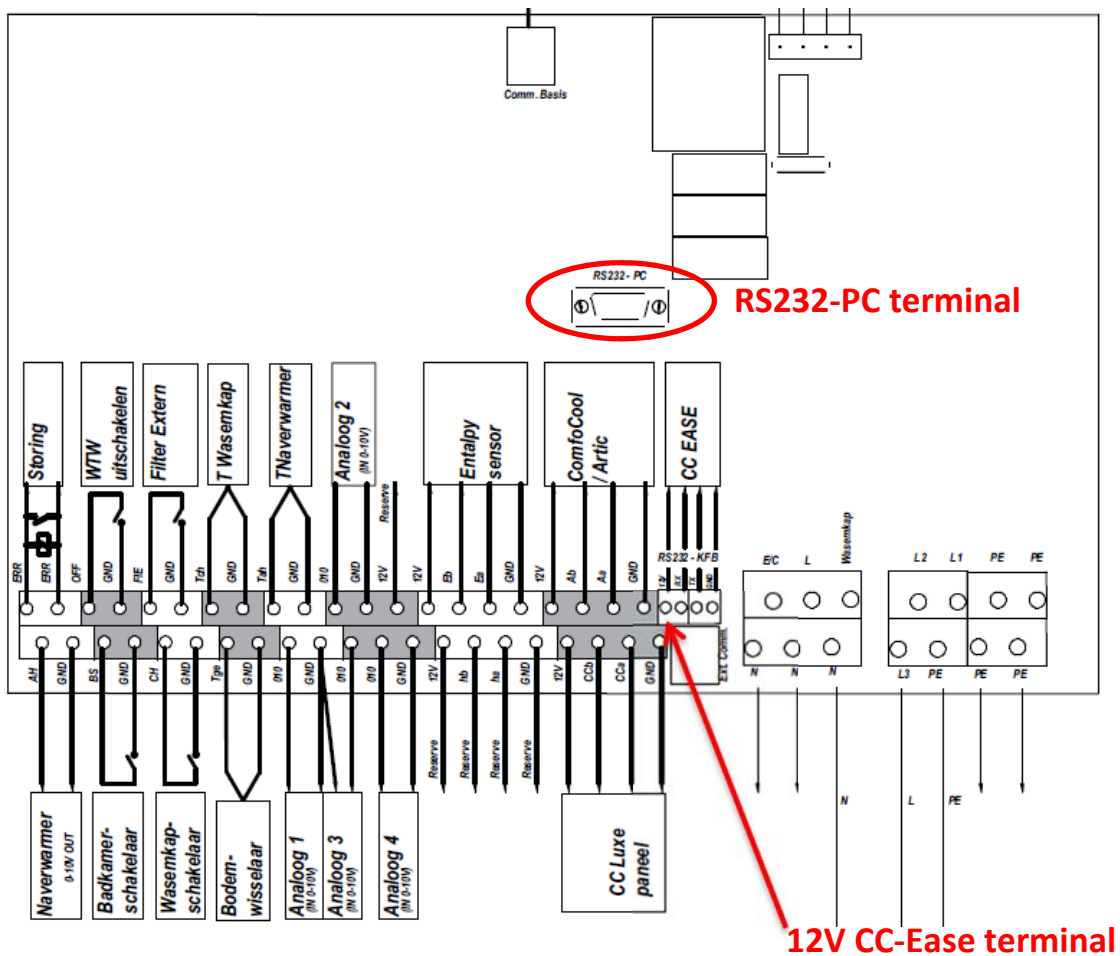 Comm. Basis
RS232- PC
RS232-PC terminal
Storing
WTW
uitschakelen
Filter Extern
T Wasemkap
TNaverwarmer
Analoog 2
(IN 0-10V)
Reserve
Entalpy
sensor
ComfoCool
/ Artic
CC EASE
RS232 - KFB
ERR
ERR
OFF
GND
FIE
GND
Tch
GND
Tah
GND
010
GND
12V
12V
Eb
Ea
GND
12V
Ab
Aa
GND
12V
RX
TX
GND
E/C
L
Wasemkap
L2
L1
PE
PE
AH
GND
BS
GND
CH
GND
Tge
GND
010
GND
010
010
GND
12V
hb
ha
GND
12V
CCb
CCa
GND
Ext. Comm.
N
N
N
L3
PE
PE
PE
Reserve
Reserve
Reserve
Reserve
N
L
PE
Naverwarmer
0-10V OUT
Badkamer-
schakelaar
Wasemkap-
schakelaar
Bodem-
wisselaar
Analoog 1
(IN 0-10V)
Analoog 3
(IN 0-10V)
Analoog 4
(IN 0-10V)
CC Luxe
paneel
12V CC-Ease terminal